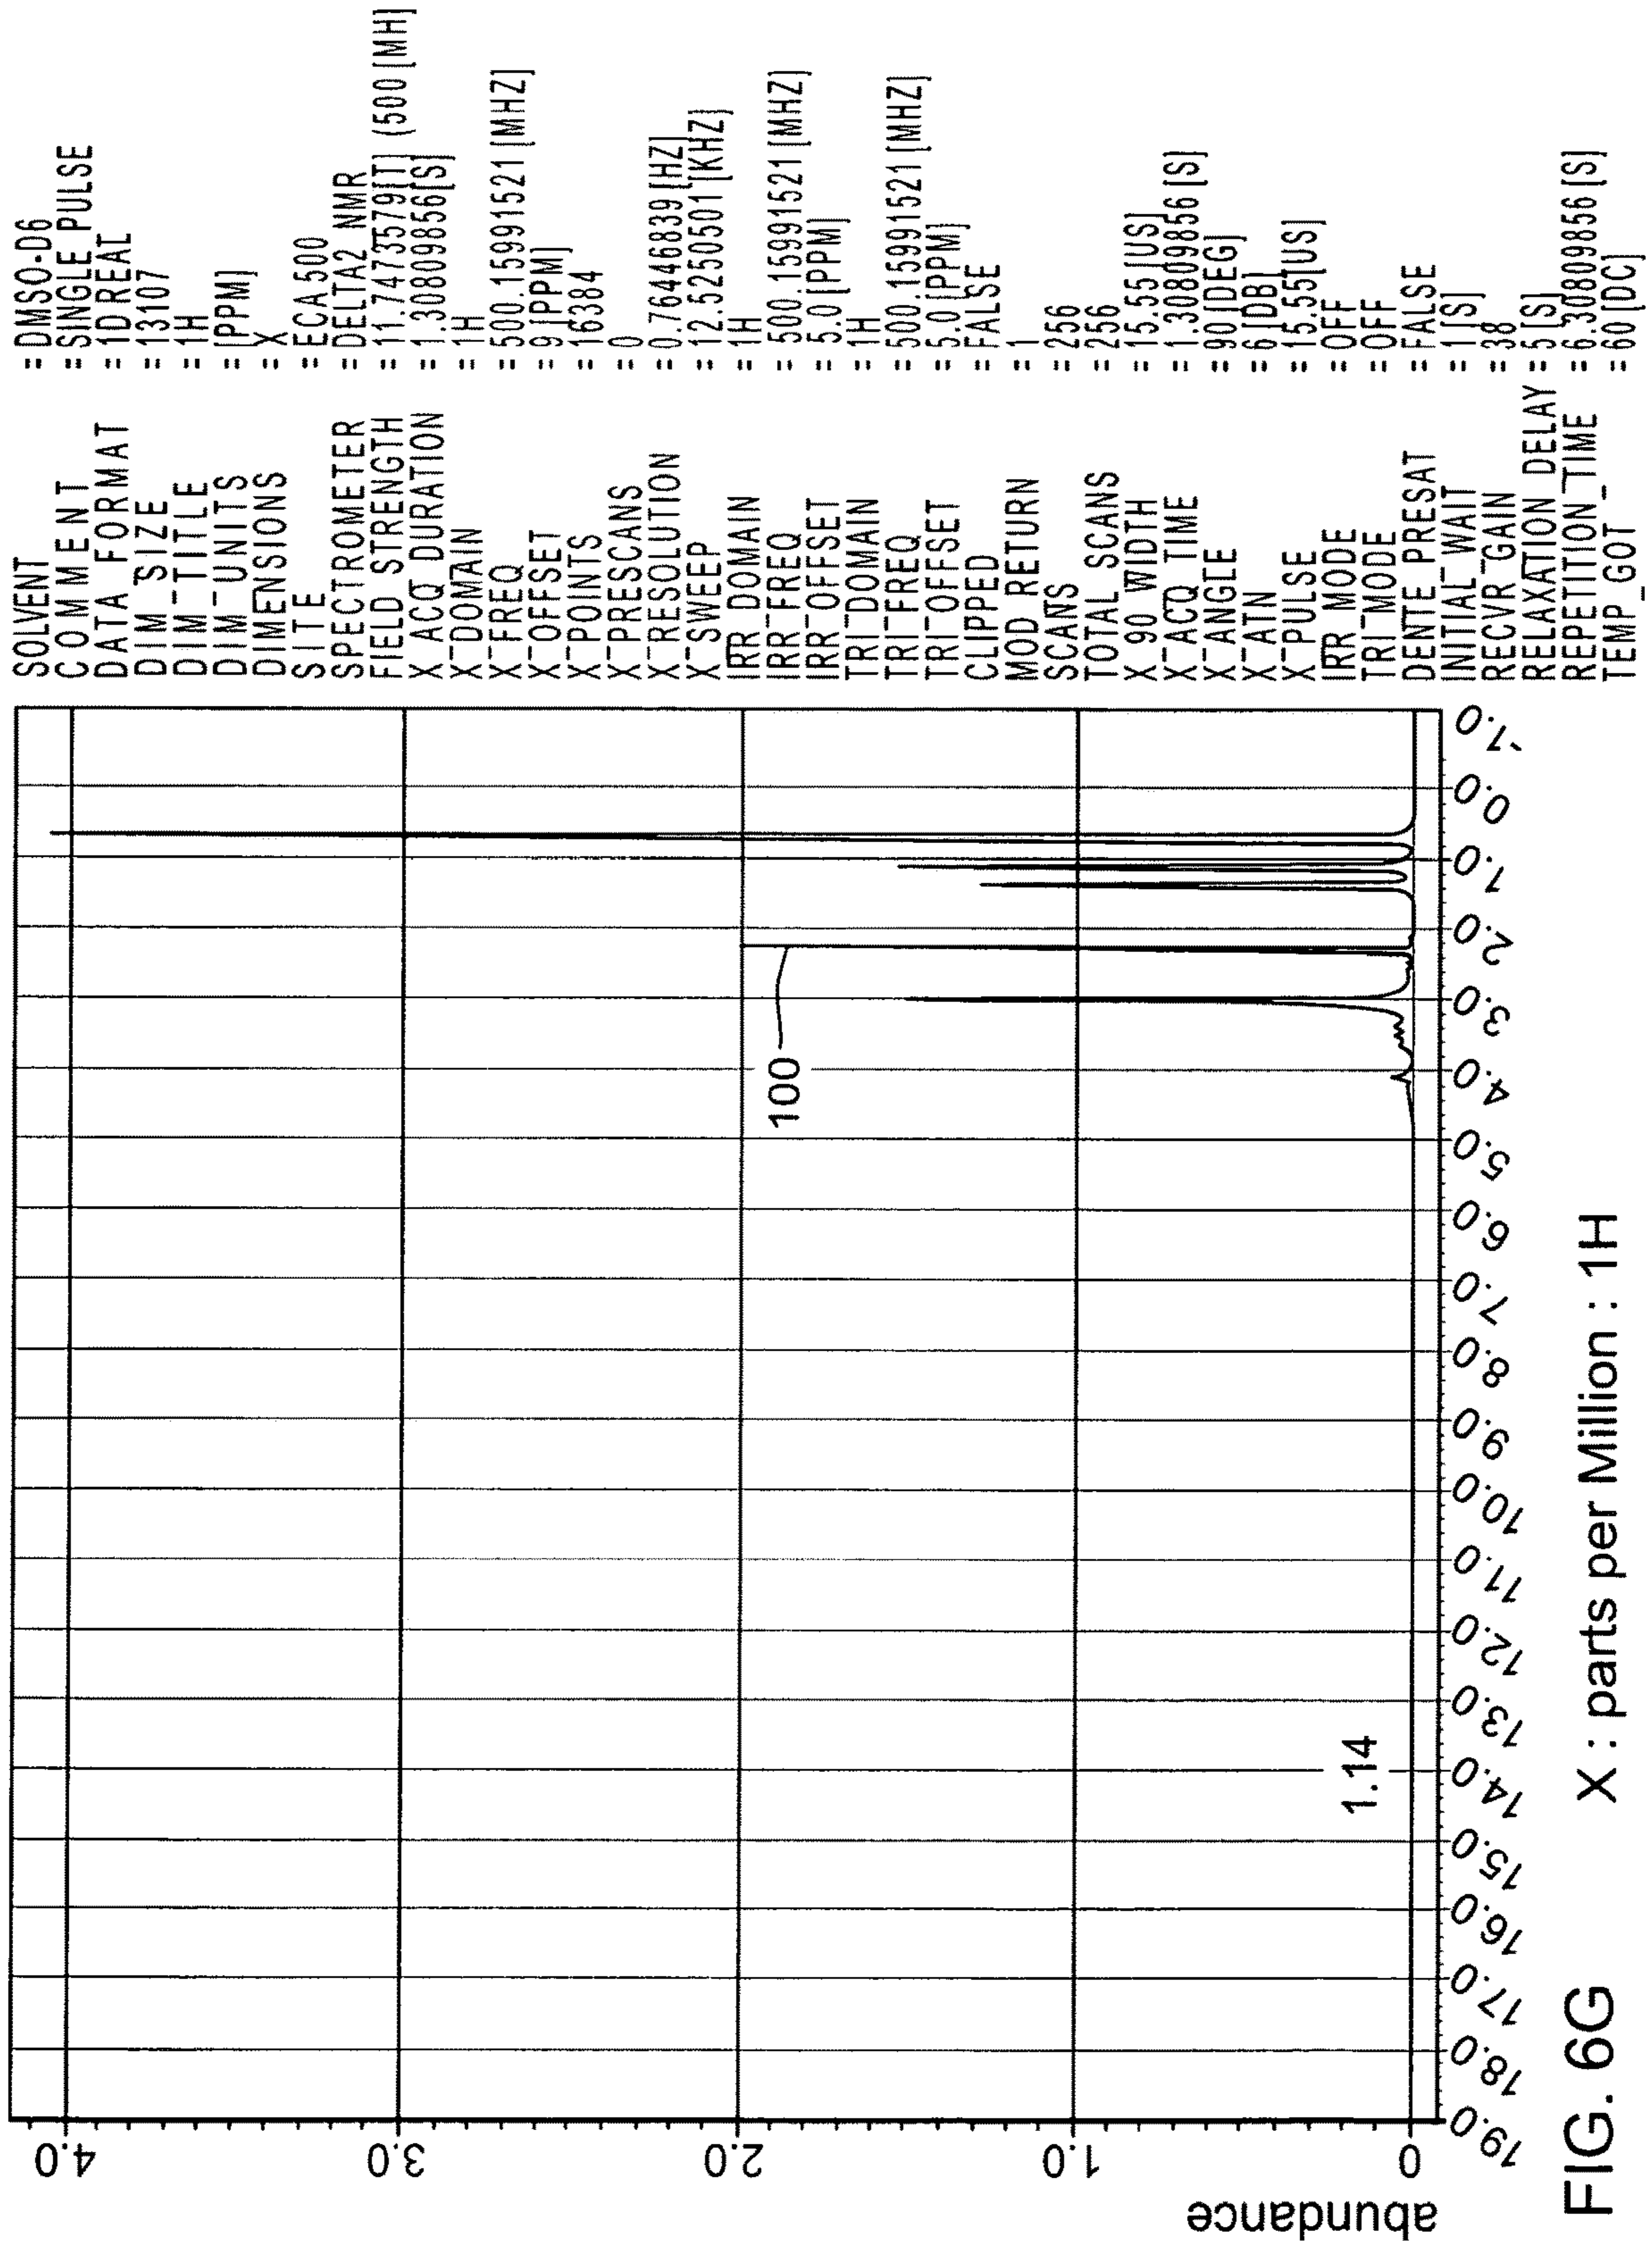 SOLVENT = DMSO-D6
COMMENT = SINGLE PULSE
DATA_FORMAT = 1D REAL
DIM_SIZE = 13107
DIM_TITLE = 1H
DIM_UNITS = [PPM]
DIMENSIONS = X
SITE = ECA 500
SPECTROMETER = DELTA2 NMR
FIELD STRENGTH = 11.7473579[T] (500 [MH]
X_ACQ_DURATION = 1.30809856[S]
X_DOMAIN = 1H
X_FREQ = 500.15991521 [MHZ]
X_OFFSET = 9 [PPM]
X_POINTS = 16384
X_PRESCANS = 0
X_RESOLUTION = 0.76446839 [HZ]
X_SWEEP = 12.5250501 [KHZ]
IRR_DOMAIN = 1H
IRR_FREQ = 500.15991521 [MHZ]
IRR_OFFSET = 5.0 [PPM]
TRI_DOMAIN = 1H
TRI_FREQ = 500.15991521 [MHZ]
TRI_OFFSET = 5.0 [PPM]
CLIPPED = FALSE
MOD_RETURN = 1
SCANS = 256
TOTAL_SCANS = 256
X_90_WIDTH = 15.55 [US]
X_ACQ_TIME = 1.30809856 [S]
X_ANGLE = 90 [DEG]
X_ATN = 6 [DB]
X_PULSE = 15.55[US]
IRR_MODE = OFF
TRI_MODE = OFF
DENTE_PRESAT = FALSE
INITIAL_WAIT = 1 [S]
RECVR_GAIN = 38
RELAXATION_DELAY = 5 [S]
REPETITION_TIME = 6.30809856 [S]
TEMP_GOT = 60 [DC]
abundance
4.0
3.0
2.0
1.0
0
100
1.14
19.0 18.0 17.0 16.0 15.0 14.0 13.0 12.0 11.0 10.0 9.0 8.0 7.0 6.0 5.0 4.0 3.0 2.0 1.0 0.0 -1.0
FIG. 6G X : parts per Million : 1H